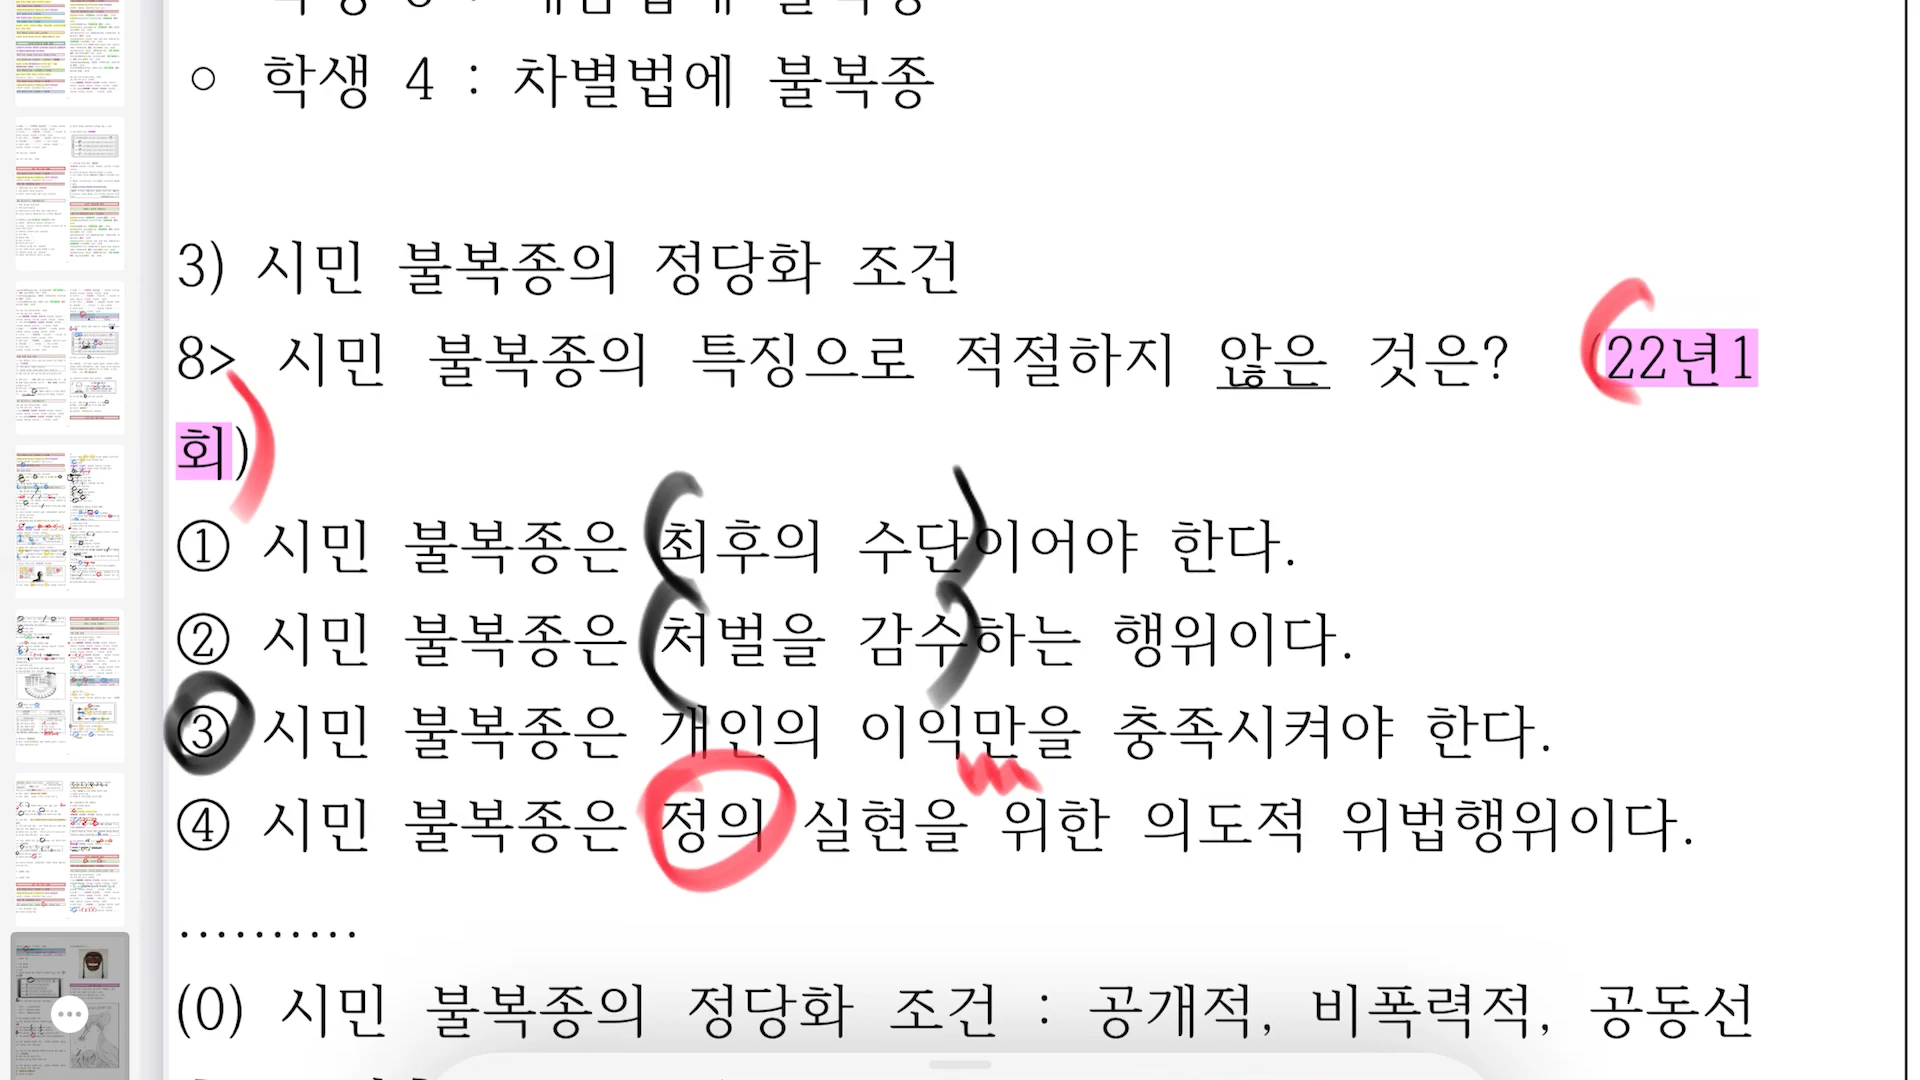 ○ 학생 4 : 차별법에 불복종
3) 시민 불복종의 정당화 조건
8> 시민 불복종의 특징으로 적절하지 않은 것은? (22년1
회)
① 시민 불복종은 최후의 수단이어야 한다.
② 시민 불복종은 처벌을 감수하는 행위이다.
③ 시민 불복종은 개인의 이익만을 충족시켜야 한다.
④ 시민 불복종은 정의 실현을 위한 의도적 위법행위이다.
..........
(0) 시민 불복종의 정당화 조건 : 공개적, 비폭력적, 공동선